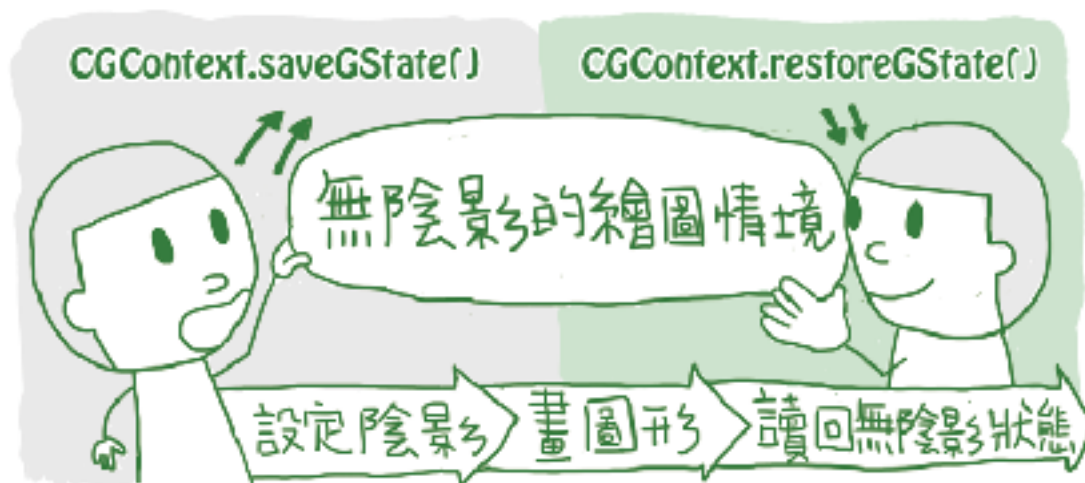 CGContext.saveGState()
CGContext.restoreGState()
無陰影的繪圖情境
設定陰影
畫圖形
讀回無陰影狀態